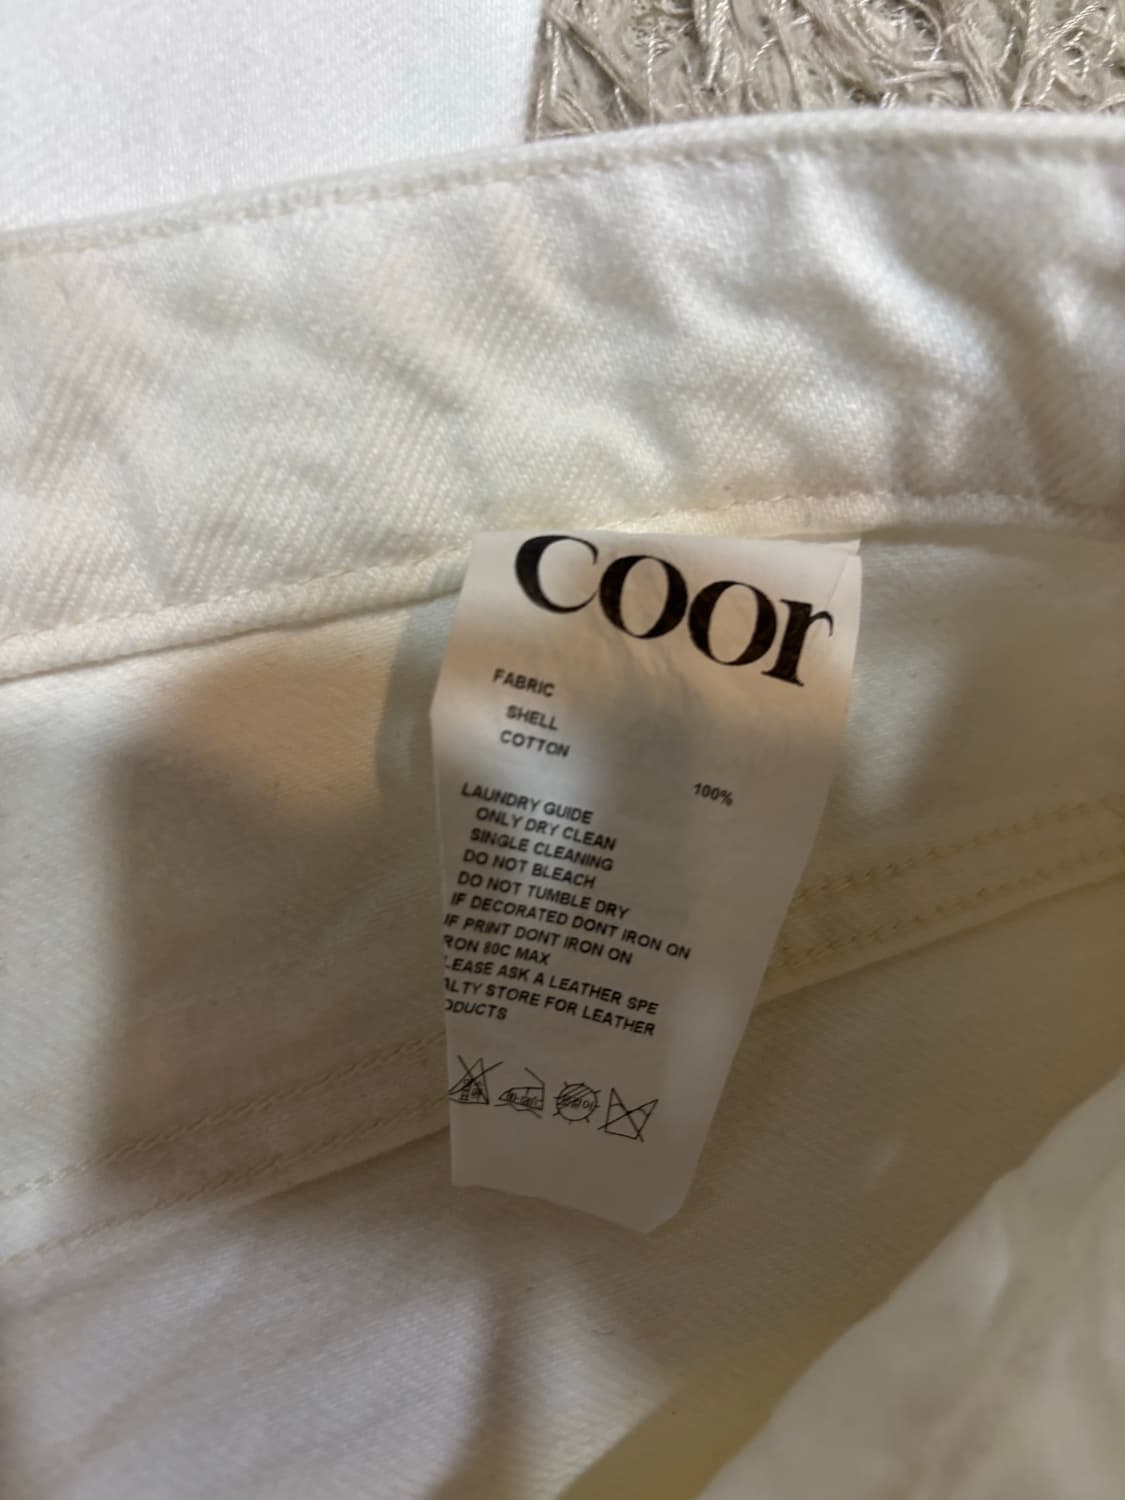 coor
FABRIC
SHELL
COTTON
100%
LAUNDRY GUIDE
ONLY DRY CLEAN
SINGLE CLEANING
DO NOT BLEACH
DO NOT TUMBLE DRY
IF DECORATED DONT IRON ON
IF PRINT DONT IRON ON
RON 80C MAX
LEASE ASK A LEATHER SPE
ALTY STORE FOR LEATHER
ODUCTS